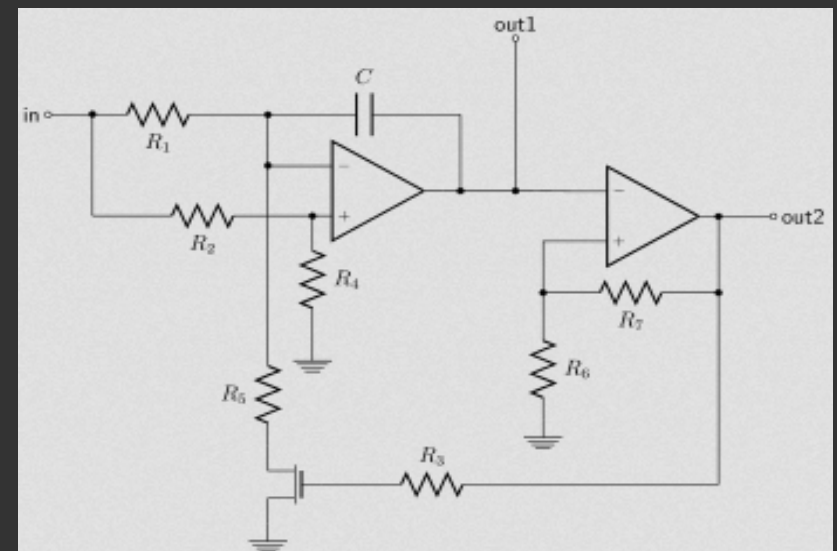 out1
C
in
R₁
−
−
out2
R₂
+
+
R₄
R₇
R₅
R₆
R₃